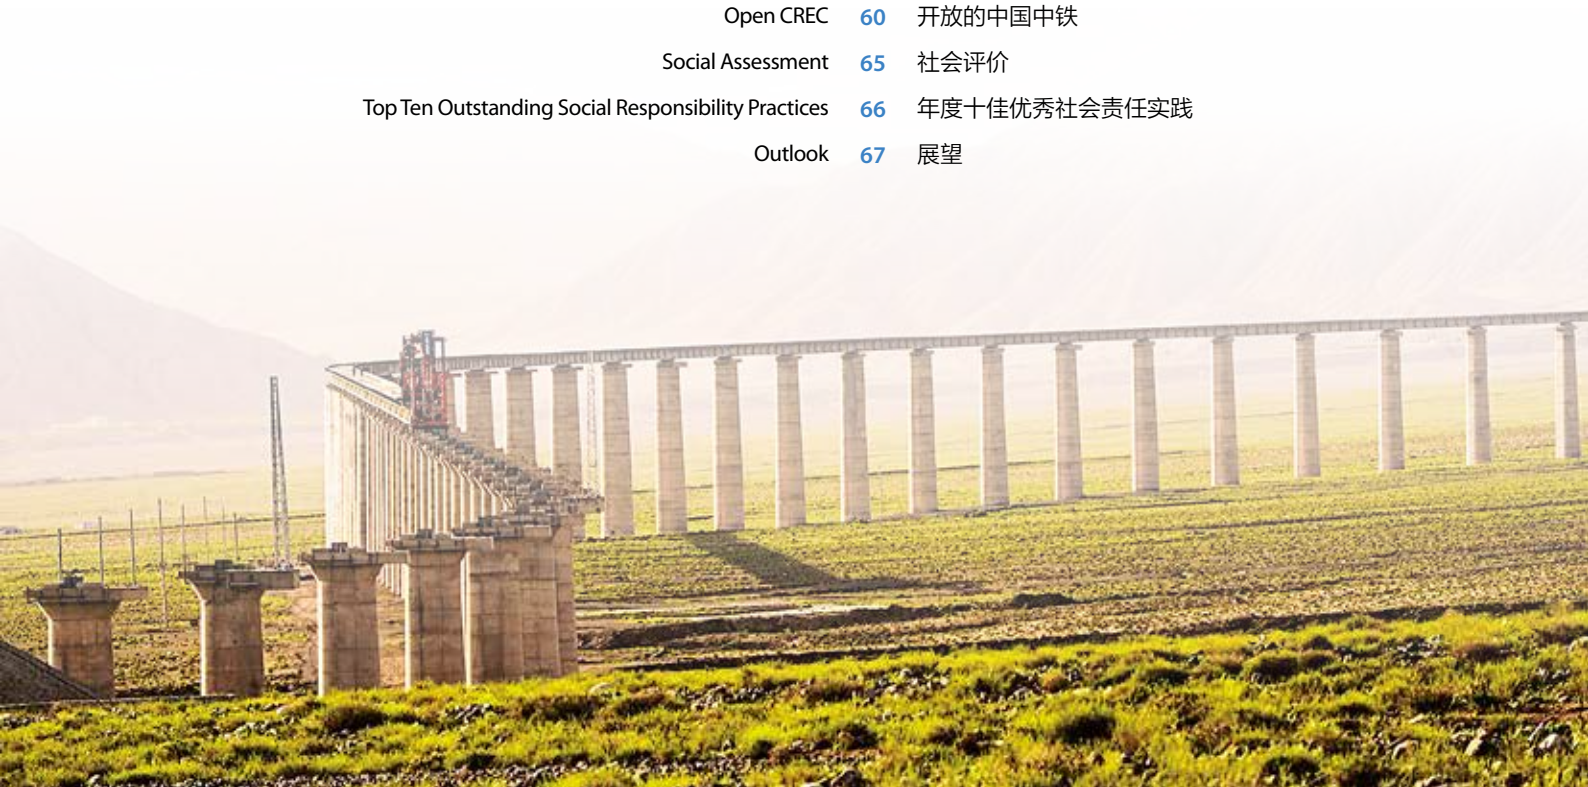 Open CREC 60 开放的中国中铁
Social Assessment 65 社会评价
Top Ten Outstanding Social Responsibility Practices 66 年度十佳优秀社会责任实践
Outlook 67 展望